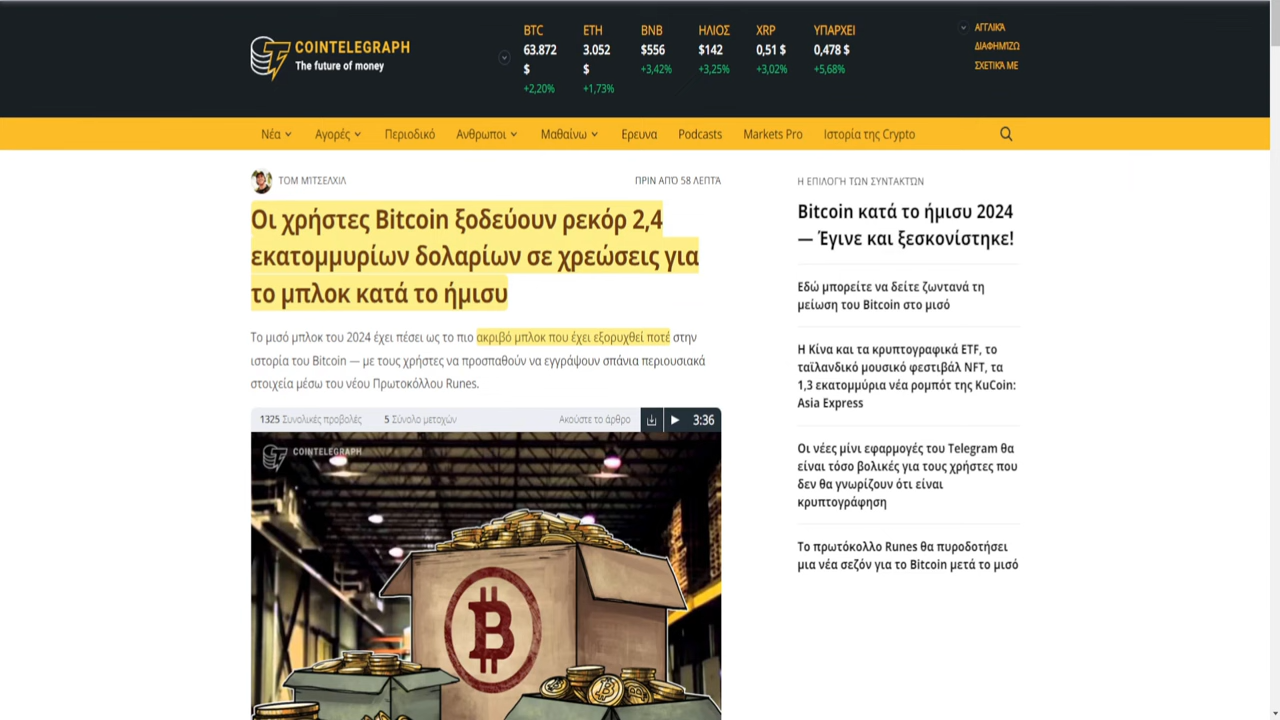 COINTELEGRAPH
The future of money
BTC
63.872
$
+2,20%
ETH
3.052
$
+1,73%
BNB
$556
+3,42%
ΗΛΙΟΣ
$142
+3,25%
XRP
0,51 $
+3,02%
ΥΠΑΡΧΕΙ
0,478 $
+5,68%
ΑΓΓΛΙΚΆ
ΔΙΑΦΗΜΊΖΩ
ΣΧΕΤΙΚΆ ΜΕ
Νέα
Αγορές
Περιοδικό
Ανθρωποι
Μαθαίνω
Ερευνα
Podcasts
Markets Pro
Ιστορία της Crypto
ΤΟΜ ΜΊΤΣΕΛΧΙΛ
ΠΡΙΝ ΑΠΌ 58 ΛΕΠΤΆ
Οι χρήστες Bitcoin ξοδεύουν ρεκόρ 2,4
εκατομμυρίων δολαρίων σε χρεώσεις για
το μπλοκ κατά το ήμισυ
Το μισό μπλοκ του 2024 έχει πέσει ως το πιο ακριβό μπλοκ που έχει εξορυχθεί ποτέ στην
ιστορία του Bitcoin — με τους χρήστες να προσπαθούν να εγγράψουν σπάνια περιουσιακά
στοιχεία μέσω του νέου Πρωτοκόλλου Runes.
1325 Συνολικές προβολές
5 Σύνολο μετοχών
Ακούστε το άρθρο
3:36
COINTELEGRAPH
Η ΕΠΙΛΟΓΉ ΤΩΝ ΣΥΝΤΑΚΤΏΝ
Bitcoin κατά το ήμισυ 2024
— Έγινε και ξεσκονίστηκε!
Εδώ μπορείτε να δείτε ζωντανά τη
μείωση του Bitcoin στο μισό
Η Κίνα και τα κρυπτογραφικά ETF, το
ταϊλανδικό μουσικό φεστιβάλ NFT, τα
1,3 εκατομμύρια νέα ρομπότ της KuCoin:
Asia Express
Οι νέες μίνι εφαρμογές του Telegram θα
είναι τόσο βολικές για τους χρήστες που
δεν θα γνωρίζουν ότι είναι
κρυπτογράφηση
Το πρωτόκολλο Runes θα πυροδοτήσει
μια νέα σεζόν για το Bitcoin μετά το μισό